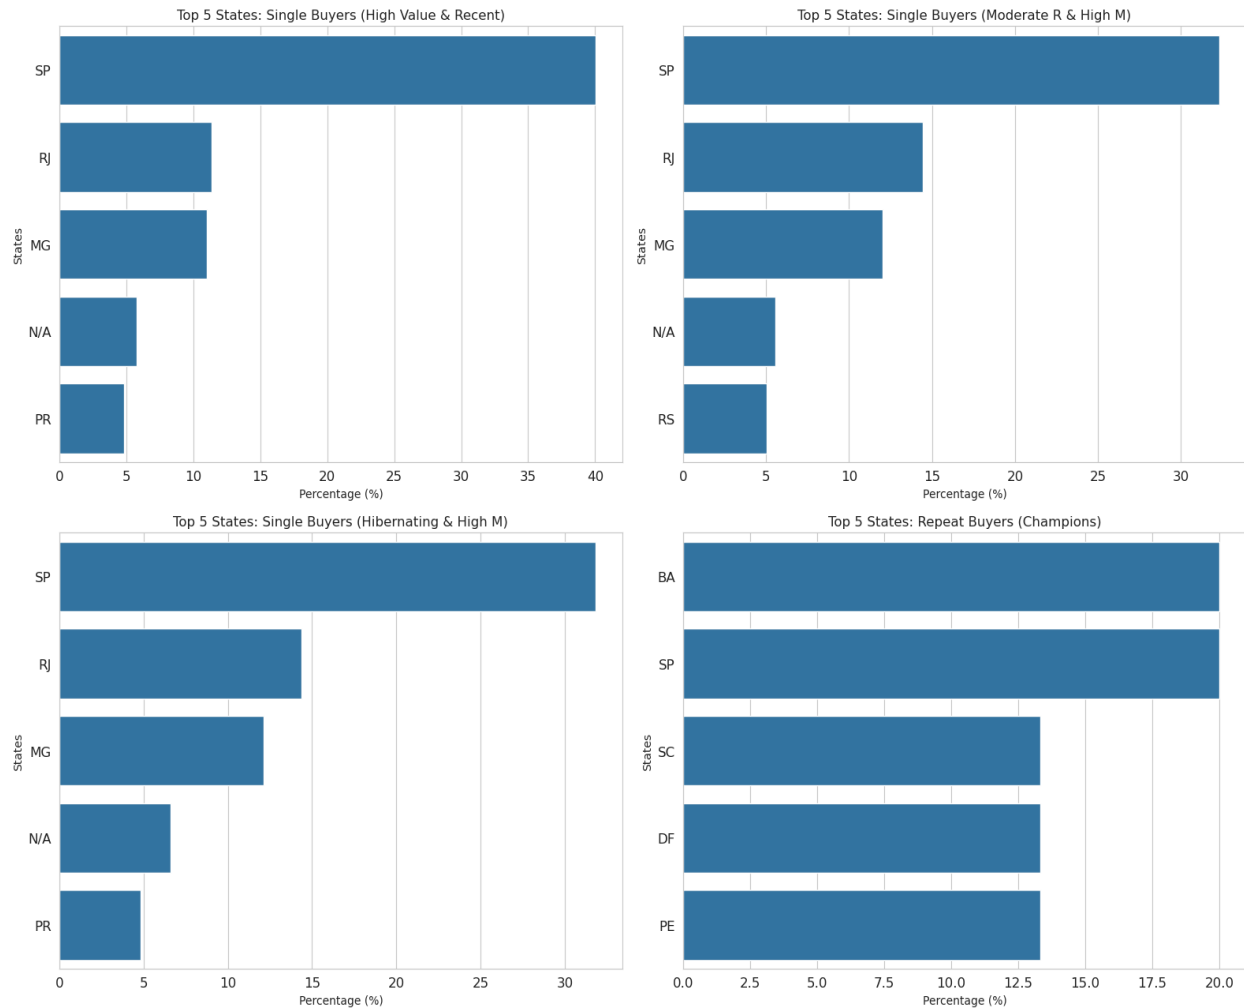 Top 5 States: Single Buyers (High Value & Recent)
States
SP
RJ
MG
N/A
PR
0 5 10 15 20 25 30 35 40
Percentage (%)
Top 5 States: Single Buyers (Moderate R & High M)
States
SP
RJ
MG
N/A
RS
0 5 10 15 20 25 30
Percentage (%)
Top 5 States: Single Buyers (Hibernating & High M)
States
SP
RJ
MG
N/A
PR
0 5 10 15 20 25 30
Percentage (%)
Top 5 States: Repeat Buyers (Champions)
States
BA
SP
SC
DF
PE
0.0 2.5 5.0 7.5 10.0 12.5 15.0 17.5 20.0
Percentage (%)